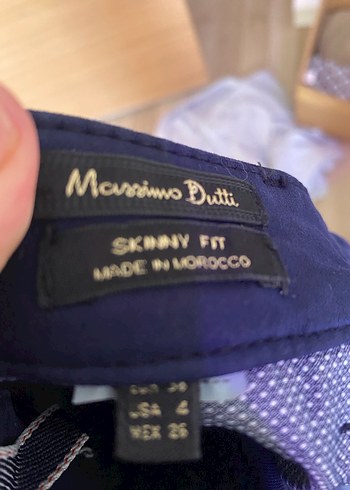 Massimo Dutti
SKINNY FIT
MADE IN MOROCCO
USA 4
MEX 26